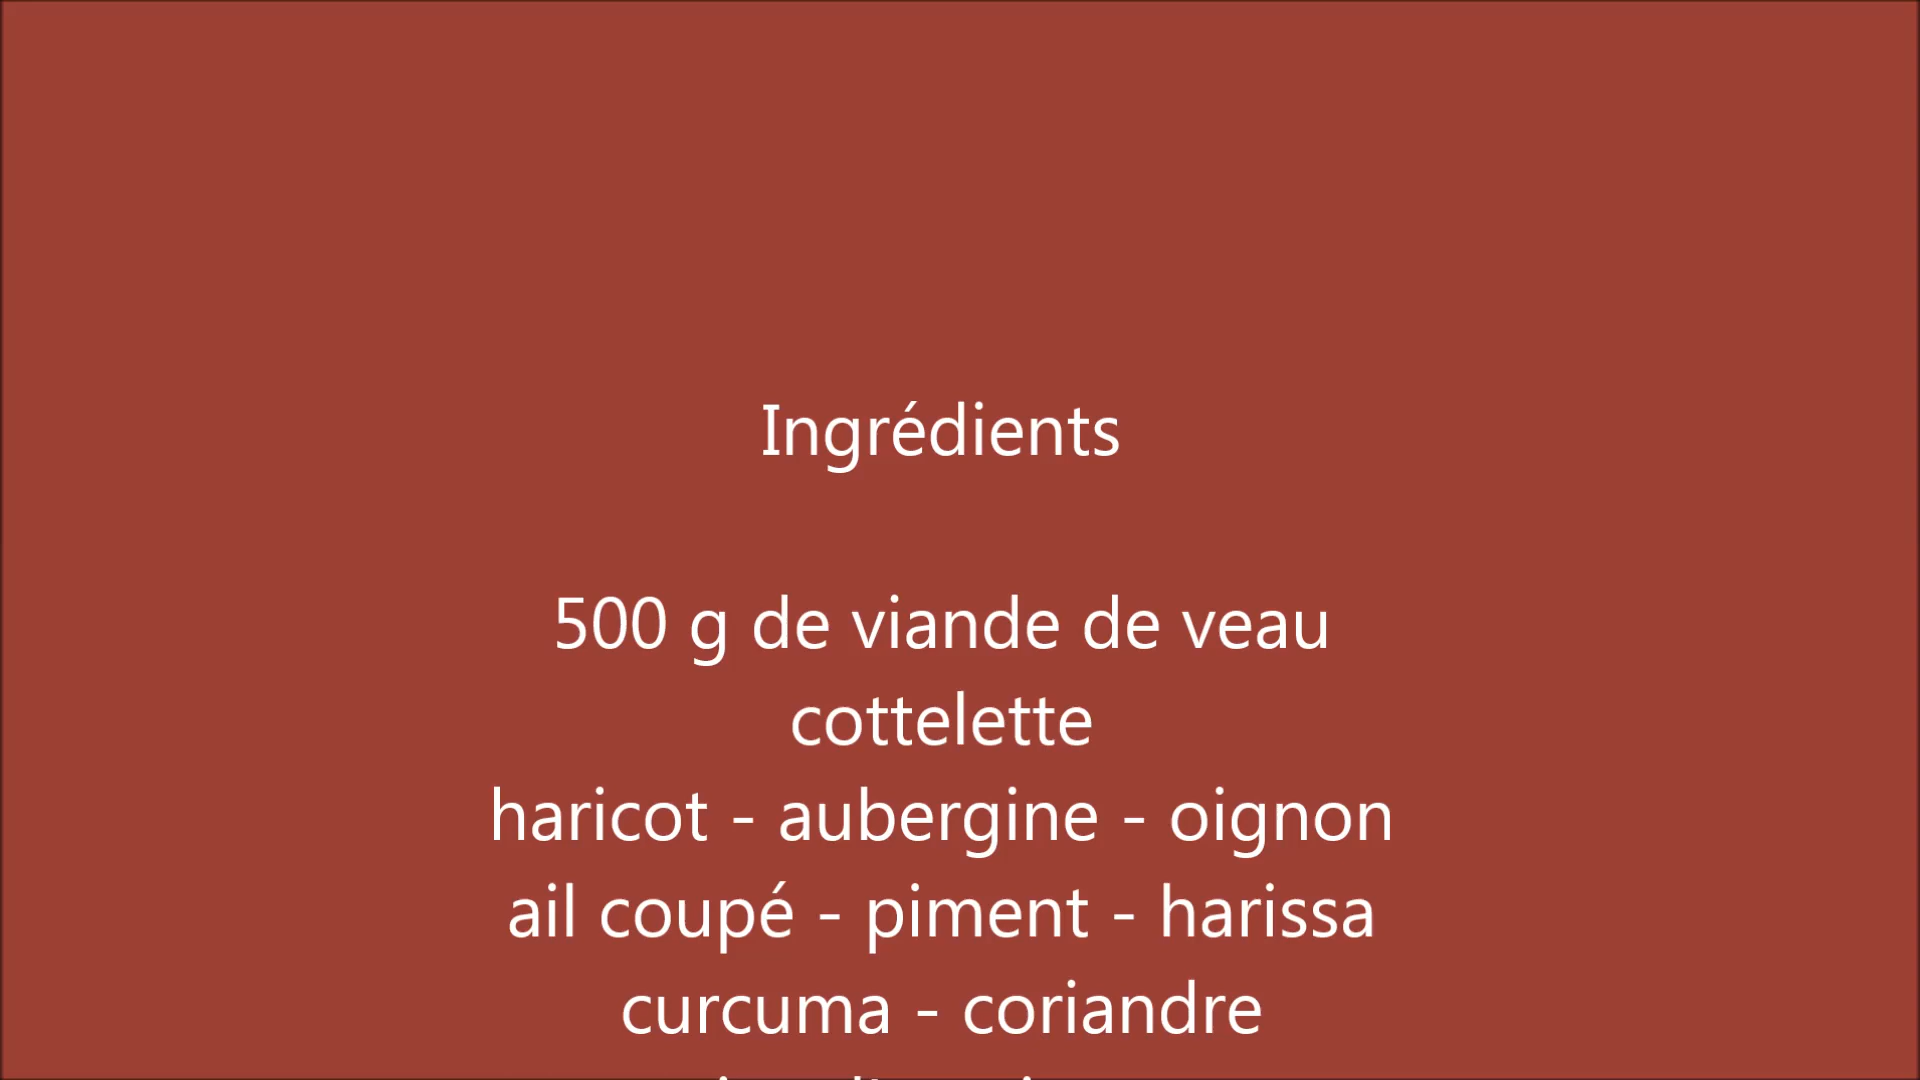 Ingrédients
500 g de viande de veau
cottelette
haricot - aubergine - oignon
ail coupé - piment - harissa
curcuma - coriandre